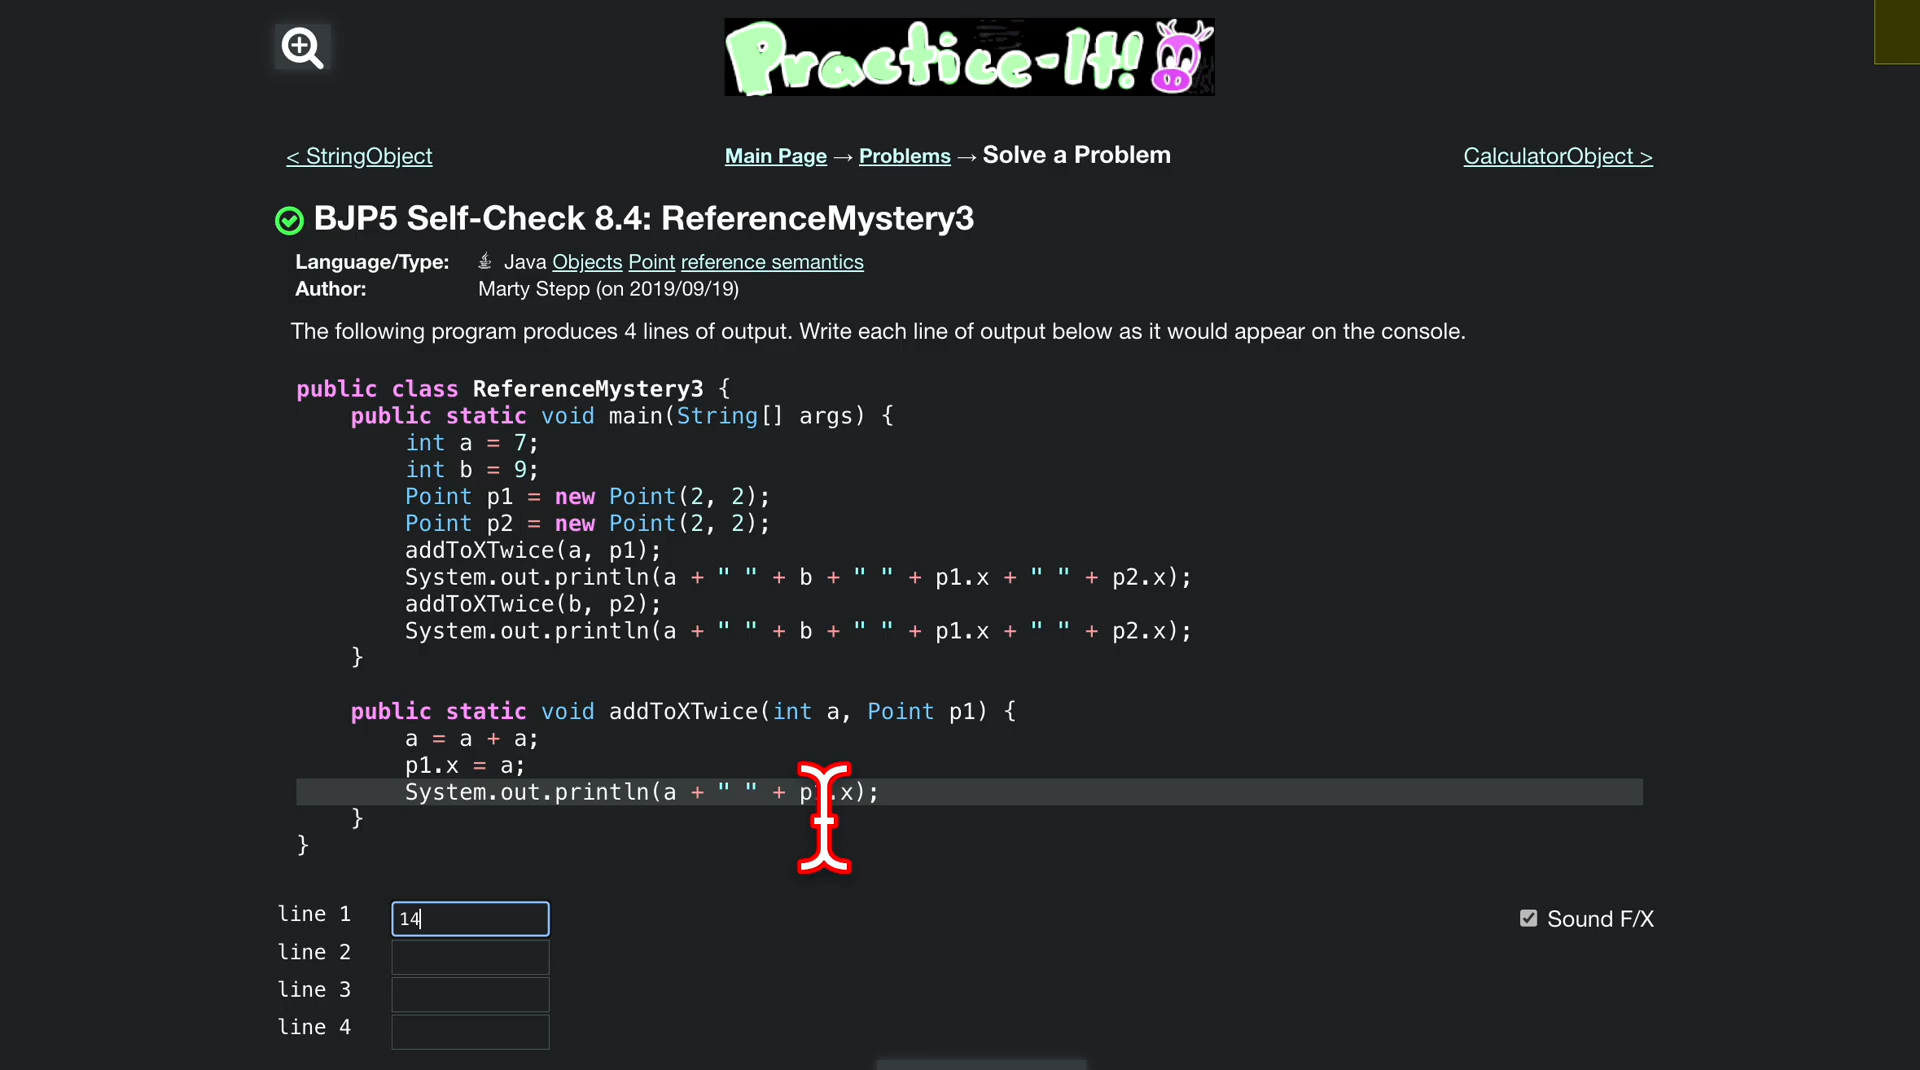 Practice-It!
< StringObject
Main Page → Problems → Solve a Problem
CalculatorObject >
BJP5 Self-Check 8.4: ReferenceMystery3
Language/Type: Java Objects Point reference semantics
Author: Marty Stepp (on 2019/09/19)
The following program produces 4 lines of output. Write each line of output below as it would appear on the console.
public class ReferenceMystery3 {
    public static void main(String[] args) {
        int a = 7;
        int b = 9;
        Point p1 = new Point(2, 2);
        Point p2 = new Point(2, 2);
        addToXTwice(a, p1);
        System.out.println(a + " " + b + " " + p1.x + " " + p2.x);
        addToXTwice(b, p2);
        System.out.println(a + " " + b + " " + p1.x + " " + p2.x);
    }
    public static void addToXTwice(int a, Point p1) {
        a = a + a;
        p1.x = a;
        System.out.println(a + " " + p .x);
    }
}
line 1 14
Sound F/X
line 2
line 3
line 4